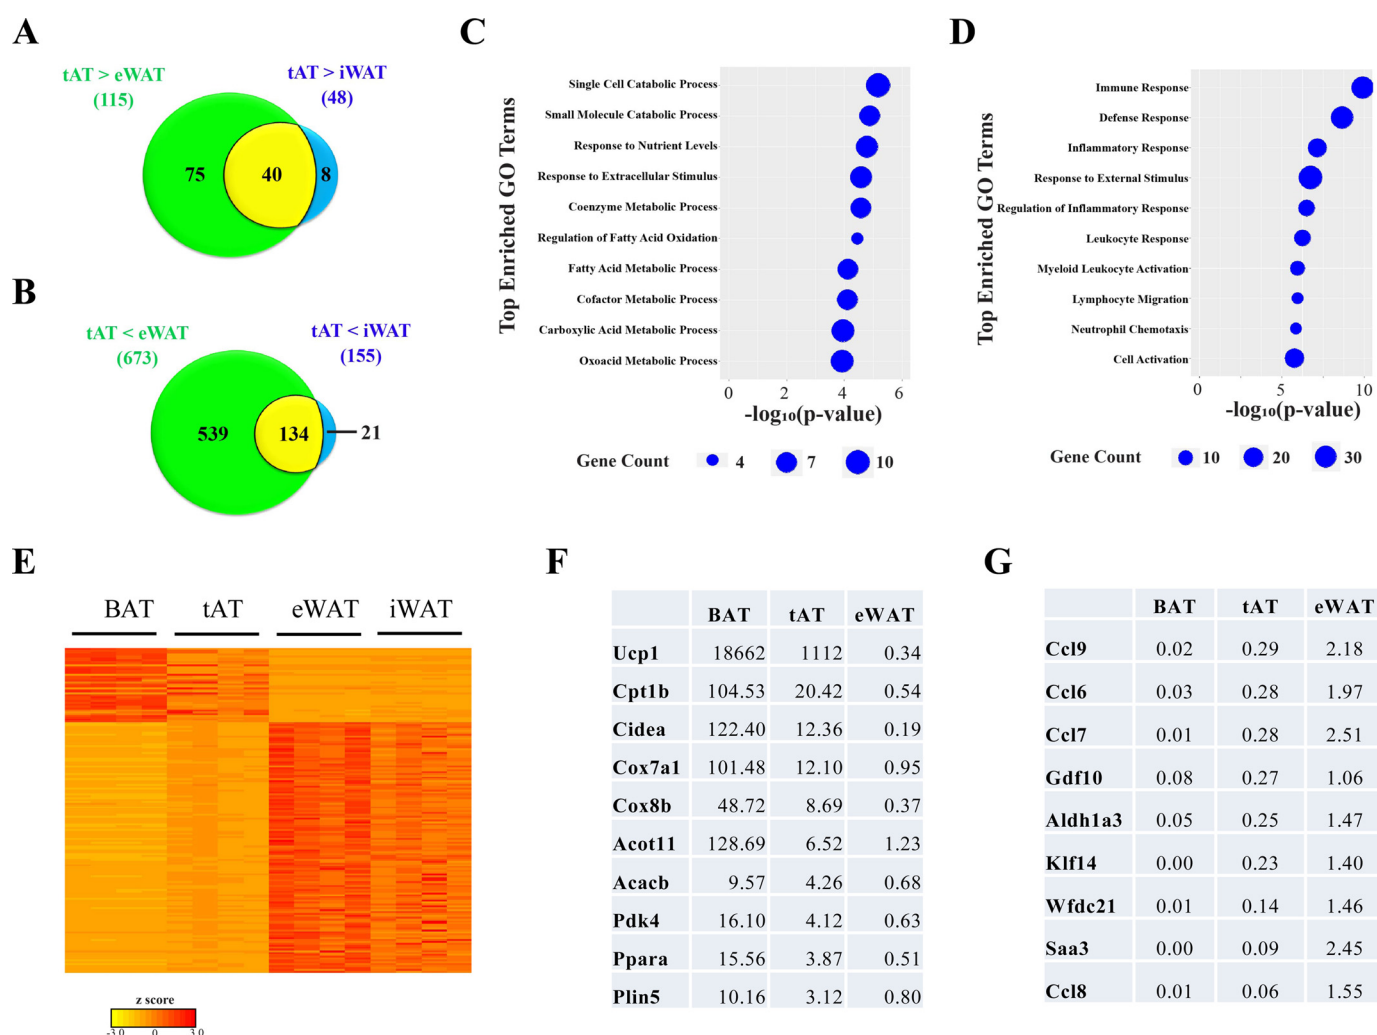 A
tAT > eWAT
(115)
tAT > iWAT
(48)
75
40
8
B
tAT < eWAT
(673)
tAT < iWAT
(155)
539
134
21
C
Top Enriched GO Terms
Single Cell Catabolic Process
Small Molecule Catabolic Process
Response to Nutrient Levels
Response to Extracellular Stimulus
Coenzyme Metabolic Process
Regulation of Fatty Acid Oxidation
Fatty Acid Metabolic Process
Cofactor Metabolic Process
Carboxylic Acid Metabolic Process
Oxoacid Metabolic Process
0 2 4 6
-log₁₀(p-value)
Gene Count 4 7 10
D
Top Enriched GO Terms
Immune Response
Defense Response
Inflammatory Response
Response to External Stimulus
Regulation of Inflammatory Response
Leukocyte Response
Myeloid Leukocyte Activation
Lymphocyte Migration
Neutrophil Chemotaxis
Cell Activation
0 5 10
-log₁₀(p-value)
Gene Count 10 20 30
E
BAT tAT eWAT iWAT
z score
-3.0 0 3.0
F
BAT tAT eWAT
Ucp1 18662 1112 0.34
Cpt1b 104.53 20.42 0.54
Cidea 122.40 12.36 0.19
Cox7a1 101.48 12.10 0.95
Cox8b 48.72 8.69 0.37
Acot11 128.69 6.52 1.23
Acacb 9.57 4.26 0.68
Pdk4 16.10 4.12 0.63
Ppara 15.56 3.87 0.51
Plin5 10.16 3.12 0.80
G
BAT tAT eWAT
Ccl9 0.02 0.29 2.18
Ccl6 0.03 0.28 1.97
Ccl7 0.01 0.28 2.51
Gdf10 0.08 0.27 1.06
Aldh1a3 0.05 0.25 1.47
Klf14 0.00 0.23 1.40
Wfdc21 0.01 0.14 1.46
Saa3 0.00 0.09 2.45
Ccl8 0.01 0.06 1.55